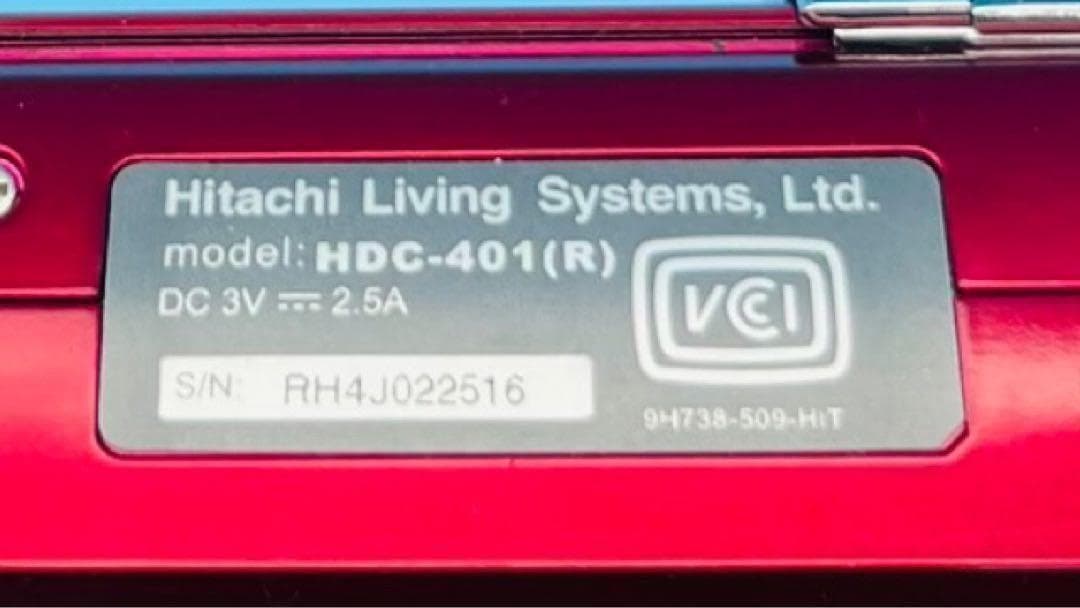 Hitachi Living Systems, Ltd.
model: HDC-401(R)
DC 3V ⎓ 2.5A
VCCI
S/N: RH4J022516
9H738-509-HIT